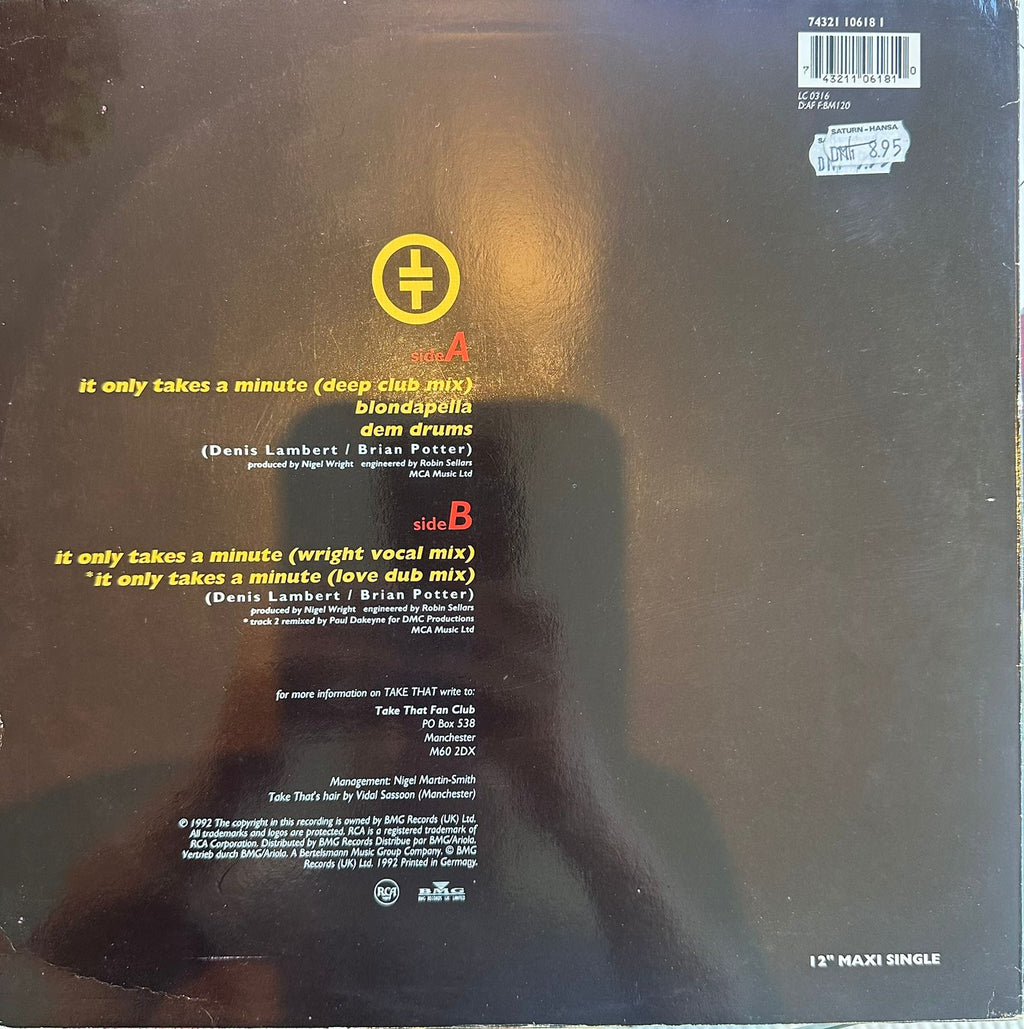 74321 10618 1
7 43211 06181 0
LC 0316
D:AF F:BM120
SATURN-HANSA
DM 8.95
side A
it only takes a minute (deep club mix)
blondapella
dem drums
(Denis Lambert / Brian Potter)
produced by Nigel Wright engineered by Robin Sellars
MCA Music Ltd
side B
it only takes a minute (wright vocal mix)
*it only takes a minute (love dub mix)
(Denis Lambert / Brian Potter)
produced by Nigel Wright engineered by Robin Sellars
* track 2 remixed by Paul Dakeyne for DMC Productions
MCA Music Ltd
for more information on TAKE THAT write to:
Take That Fan Club
PO Box 538
Manchester
M60 2DX
Management: Nigel Martin-Smith
Take That's hair by Vidal Sassoon (Manchester)
℗ 1992 The copyright in this recording is owned by BMG Records (UK) Ltd.
All trademarks and logos are protected. RCA is a registered trademark of
RCA Corporation. Distributed by BMG Records Distribue par BMG/Ariola.
Vertrieb durch BMG/Ariola. A Bertelsmann Music Group Company. © BMG
Records (UK) Ltd. 1992 Printed in Germany.
RCA
BMG
BMG RECORDS (UK) LIMITED
12" MAXI SINGLE